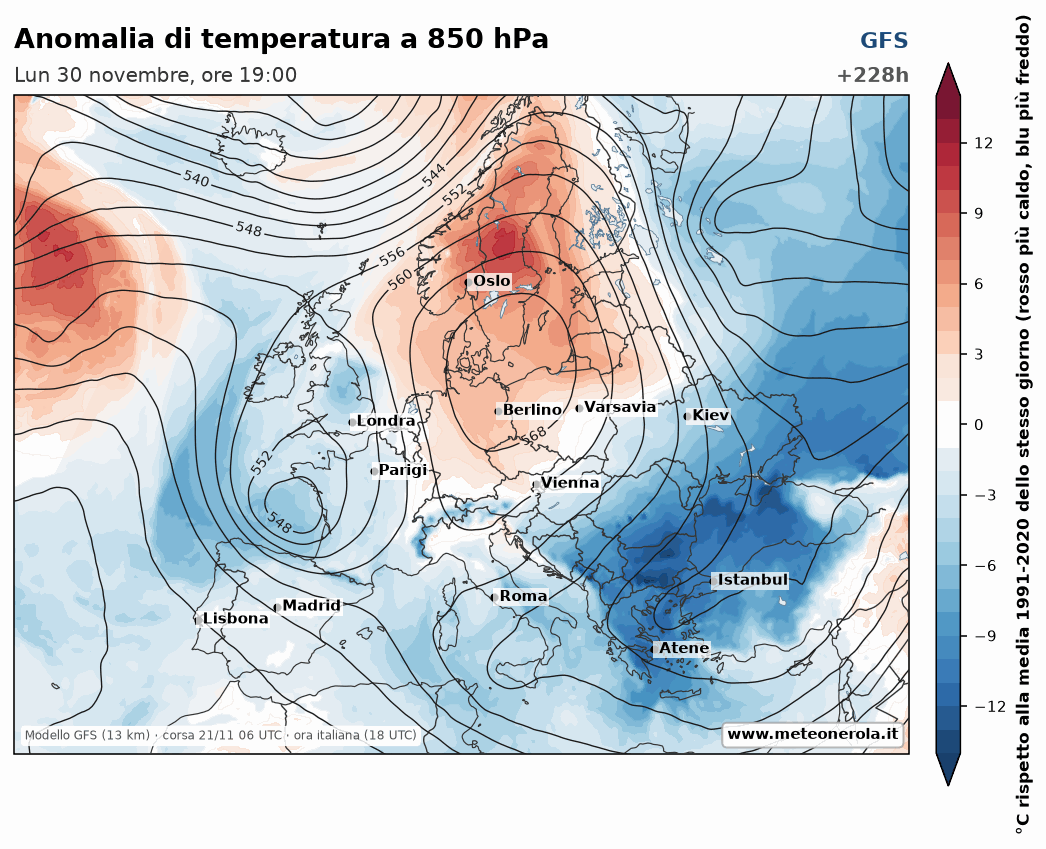 Anomalia di temperatura a 850 hPa
GFS
Lun 30 novembre, ore 19:00
+228h
540
544
552
548
556
560
Oslo
Berlino
Varsavia
Kiev
Londra
568
552
Parigi
Vienna
548
Istanbul
Roma
Madrid
Lisbona
Atene
Modello GFS (13 km) · corsa 21/11 06 UTC · ora italiana (18 UTC)
www.meteonerola.it
12
9
6
3
0
−3
−6
−9
−12
°C rispetto alla media 1991-2020 dello stesso giorno (rosso più caldo, blu più freddo)